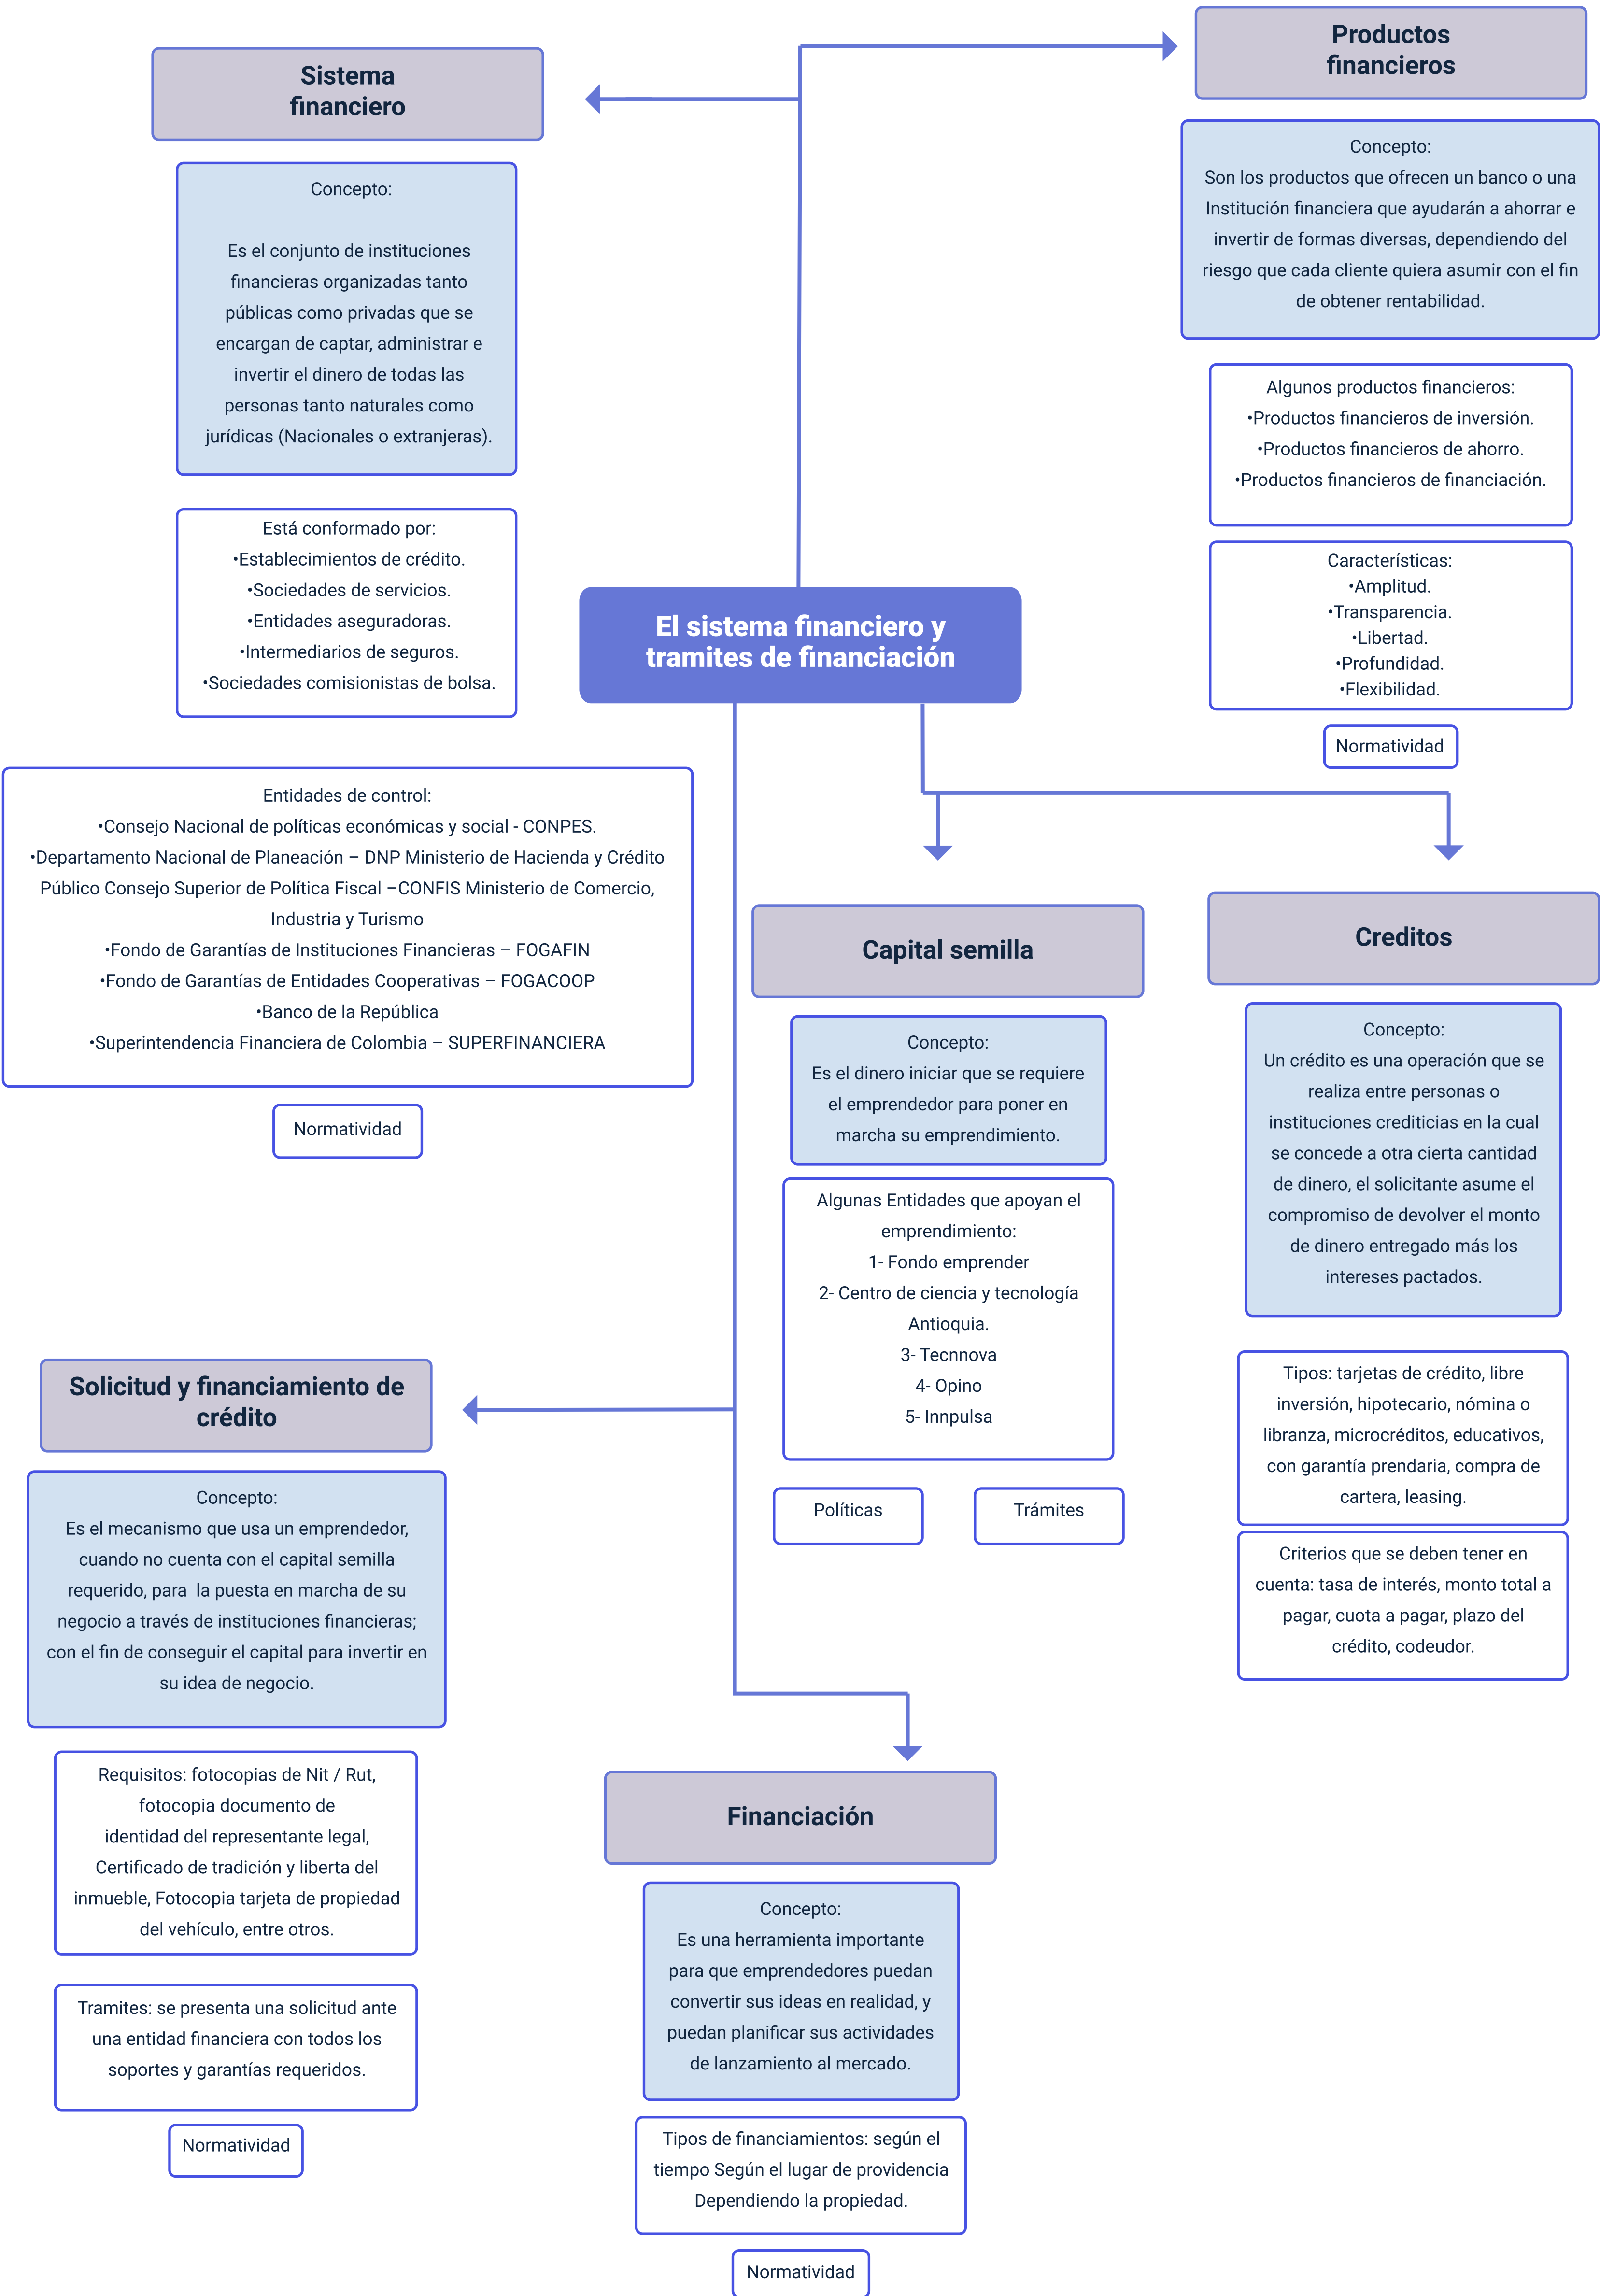 Sistema
financiero
Concepto:
Es el conjunto de instituciones
financieras organizadas tanto
públicas como privadas que se
encargan de captar, administrar e
invertir el dinero de todas las
personas tanto naturales como
jurídicas (Nacionales o extranjeras).
Está conformado por:
•Establecimientos de crédito.
•Sociedades de servicios.
•Entidades aseguradoras.
•Intermediarios de seguros.
•Sociedades comisionistas de bolsa.
Entidades de control:
•Consejo Nacional de políticas económicas y social - CONPES.
•Departamento Nacional de Planeación – DNP Ministerio de Hacienda y Crédito
Público Consejo Superior de Política Fiscal –CONFIS Ministerio de Comercio,
Industria y Turismo
•Fondo de Garantías de Instituciones Financieras – FOGAFIN
•Fondo de Garantías de Entidades Cooperativas – FOGACOOP
•Banco de la República
•Superintendencia Financiera de Colombia – SUPERFINANCIERA
Normatividad
Productos
financieros
Concepto:
Son los productos que ofrecen un banco o una
Institución financiera que ayudarán a ahorrar e
invertir de formas diversas, dependiendo del
riesgo que cada cliente quiera asumir con el fin
de obtener rentabilidad.
Algunos productos financieros:
•Productos financieros de inversión.
•Productos financieros de ahorro.
•Productos financieros de financiación.
Características:
•Amplitud.
•Transparencia.
•Libertad.
•Profundidad.
•Flexibilidad.
Normatividad
El sistema financiero y
tramites de financiación
Capital semilla
Concepto:
Es el dinero iniciar que se requiere
el emprendedor para poner en
marcha su emprendimiento.
Algunas Entidades que apoyan el
emprendimiento:
1- Fondo emprender
2- Centro de ciencia y tecnología
Antioquia.
3- Tecnnova
4- Opino
5- Innpulsa
Políticas
Trámites
Creditos
Concepto:
Un crédito es una operación que se
realiza entre personas o
instituciones crediticias en la cual
se concede a otra cierta cantidad
de dinero, el solicitante asume el
compromiso de devolver el monto
de dinero entregado más los
intereses pactados.
Tipos: tarjetas de crédito, libre
inversión, hipotecario, nómina o
libranza, microcréditos, educativos,
con garantía prendaria, compra de
cartera, leasing.
Criterios que se deben tener en
cuenta: tasa de interés, monto total a
pagar, cuota a pagar, plazo del
crédito, codeudor.
Solicitud y financiamiento de
crédito
Concepto:
Es el mecanismo que usa un emprendedor,
cuando no cuenta con el capital semilla
requerido, para  la puesta en marcha de su
negocio a través de instituciones financieras;
con el fin de conseguir el capital para invertir en
su idea de negocio.
Requisitos: fotocopias de Nit / Rut,
fotocopia documento de
identidad del representante legal,
Certificado de tradición y liberta del
inmueble, Fotocopia tarjeta de propiedad
del vehículo, entre otros.
Tramites: se presenta una solicitud ante
una entidad financiera con todos los
soportes y garantías requeridos.
Normatividad
Financiación
Concepto:
Es una herramienta importante
para que emprendedores puedan
convertir sus ideas en realidad, y
puedan planificar sus actividades
de lanzamiento al mercado.
Tipos de financiamientos: según el
tiempo Según el lugar de providencia
Dependiendo la propiedad.
Normatividad